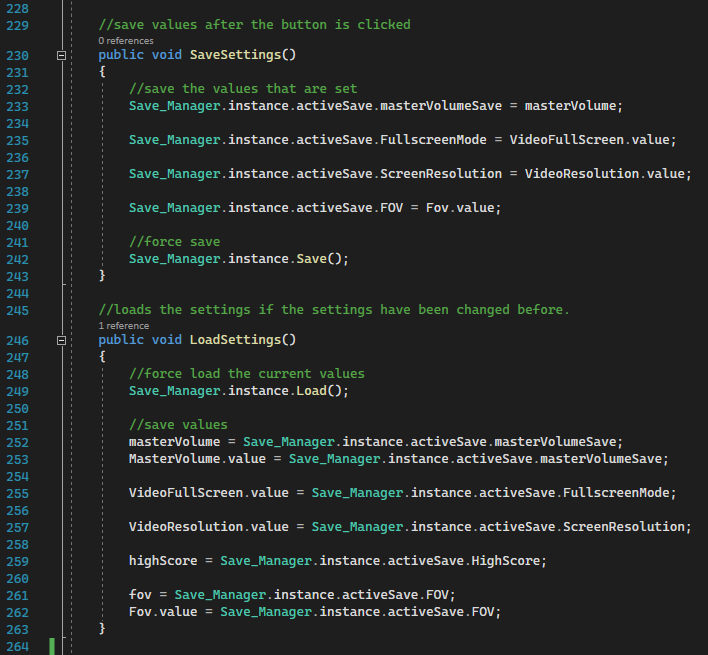 228
229 //save values after the button is clicked
0 references
230 public void SaveSettings()
231 {
232 //save the values that are set
233 Save_Manager.instance.activeSave.masterVolumeSave = masterVolume;
234
235 Save_Manager.instance.activeSave.FullscreenMode = VideoFullScreen.value;
236
237 Save_Manager.instance.activeSave.ScreenResolution = VideoResolution.value;
238
239 Save_Manager.instance.activeSave.FOV = Fov.value;
240
241 //force save
242 Save_Manager.instance.Save();
243 }
244
245 //loads the settings if the settings have been changed before.
1 reference
246 public void LoadSettings()
247 {
248 //force load the current values
249 Save_Manager.instance.Load();
250
251 //save values
252 masterVolume = Save_Manager.instance.activeSave.masterVolumeSave;
253 MasterVolume.value = Save_Manager.instance.activeSave.masterVolumeSave;
254
255 VideoFullScreen.value = Save_Manager.instance.activeSave.FullscreenMode;
256
257 VideoResolution.value = Save_Manager.instance.activeSave.ScreenResolution;
258
259 highScore = Save_Manager.instance.activeSave.HighScore;
260
261 fov = Save_Manager.instance.activeSave.FOV;
262 Fov.value = Save_Manager.instance.activeSave.FOV;
263 }
264